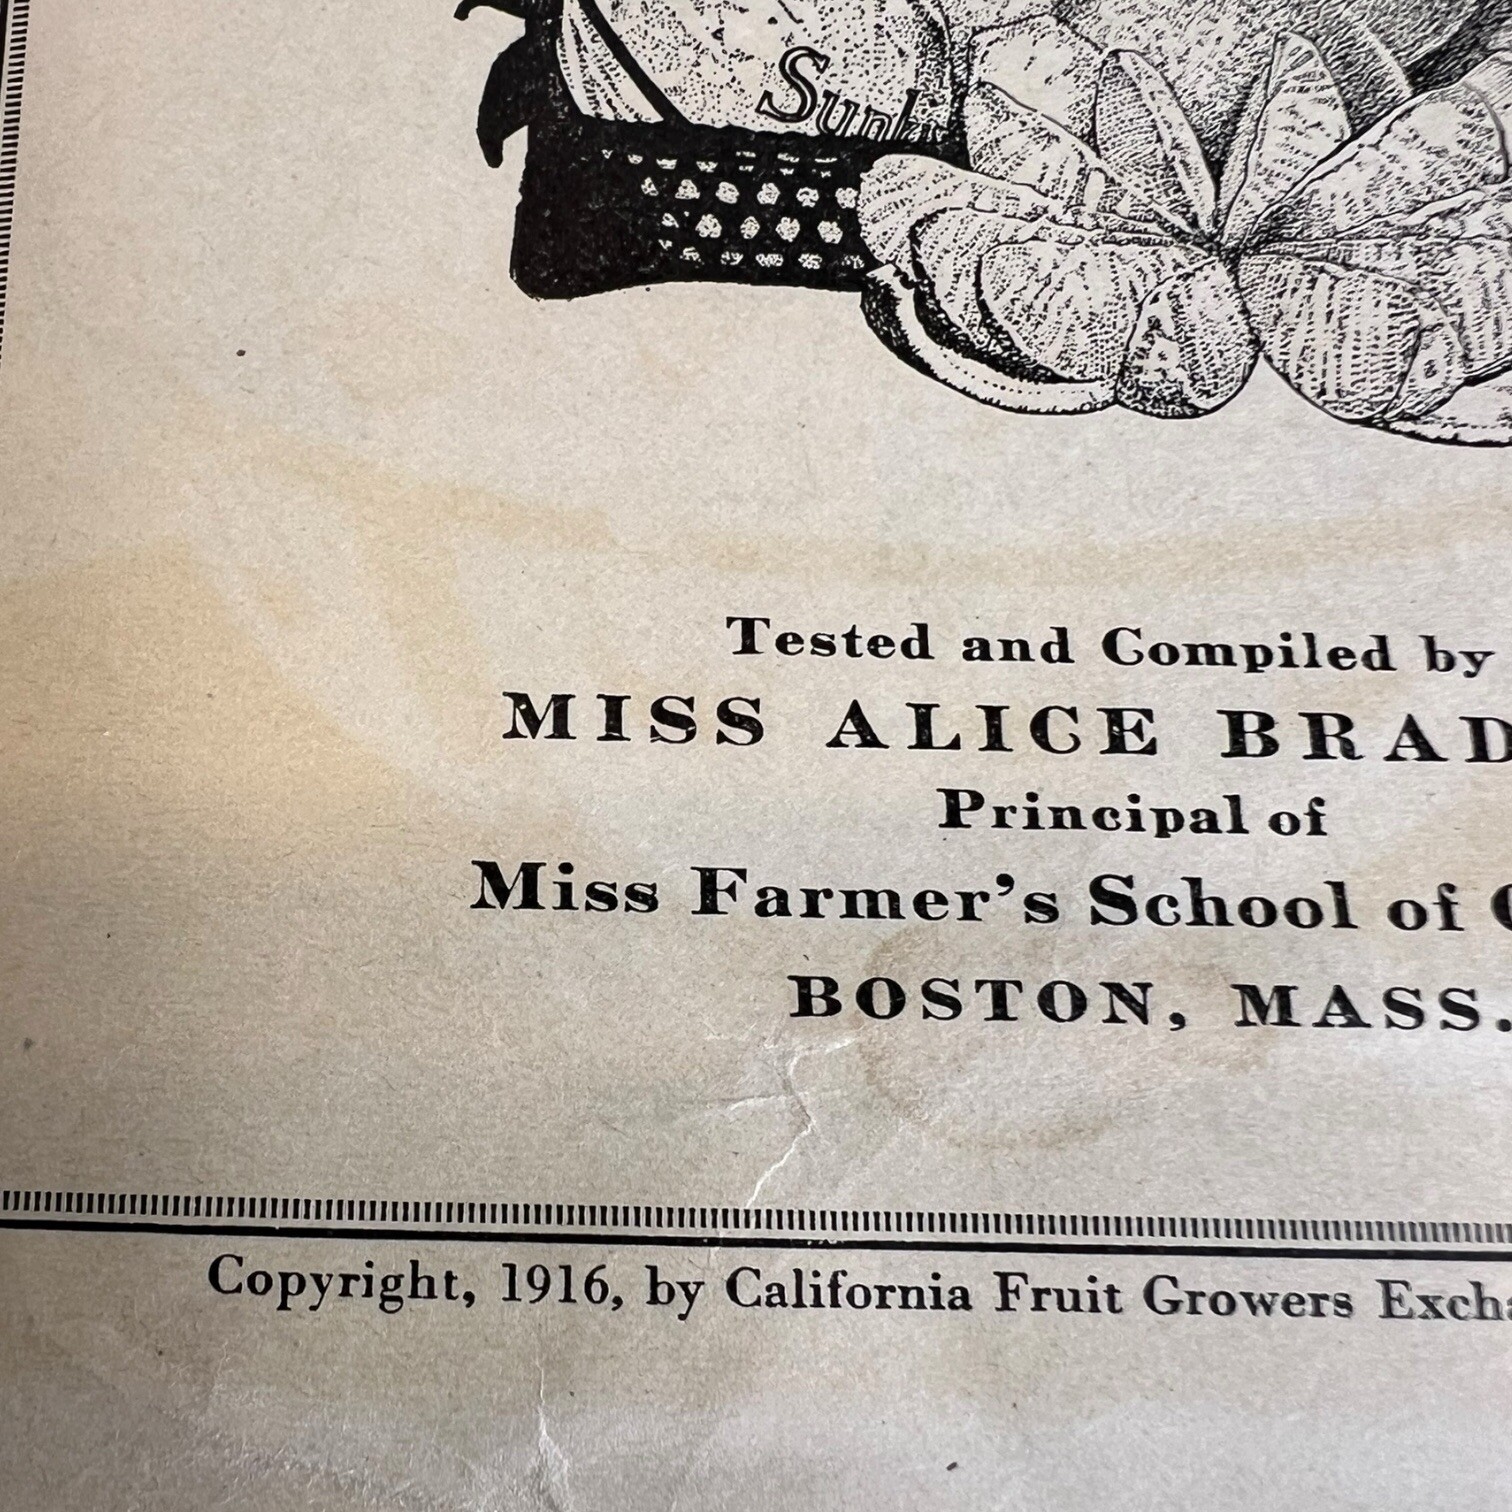 Sunkis
Tested and Compiled by
MISS ALICE BRAD
Principal of
Miss Farmer's School of
BOSTON, MASS.
Copyright, 1916, by California Fruit Growers Excha